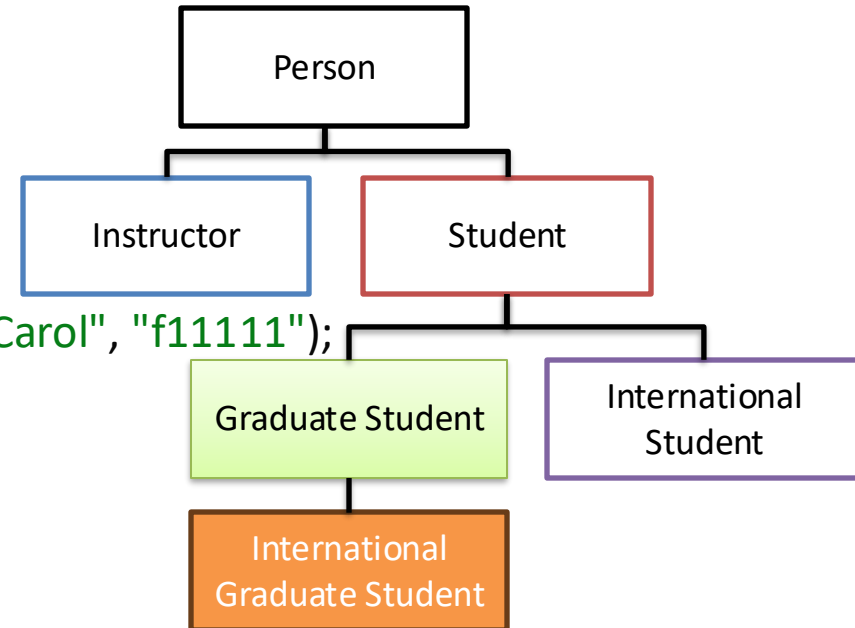 Person
Instructor
Student
Carol", "f11111");
Graduate Student
International
Student
International
Graduate Student